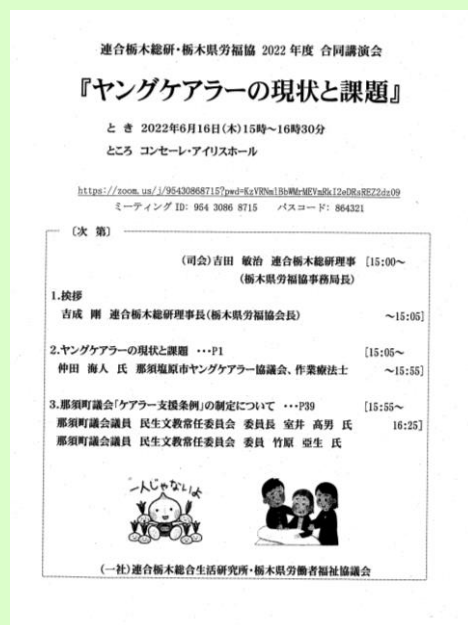 連合栃木総研・栃木県労福協 2022年度 合同講演会
『ヤングケアラーの現状と課題』
と き 2022年6月16日(木)15時~16時30分
ところ コンセーレ・アイリスホール
https://zoom.us/j/95430868715?pwd=KzVRNmlBbWMrMEVmRkI2eDRsREZ2dz09
ミーティングID: 954 3086 8715 パスコード: 864321
〔次 第〕
(司会)吉田 敏治 連合栃木総研理事 [15:00~
(栃木県労福協事務局長)
1.挨拶
吉成 剛 連合栃木総研理事長(栃木県労福協会長) ~15:05]
2.ヤングケアラーの現状と課題 ・・・P1 [15:05~
仲田 海人 氏 那須塩原市ヤングケアラー協議会、作業療法士 ~15:55]
3.那須町議会「ケアラー支援条例」の制定について ・・・P39 [15:55~
那須町議会議員 民生文教常任委員会 委員長 室井 高男 氏 16:25]
那須町議会議員 民生文教常任委員会 委員 竹原 亜生 氏
一人じゃないよ
(一社)連合栃木総合生活研究所・栃木県労働者福祉協議会